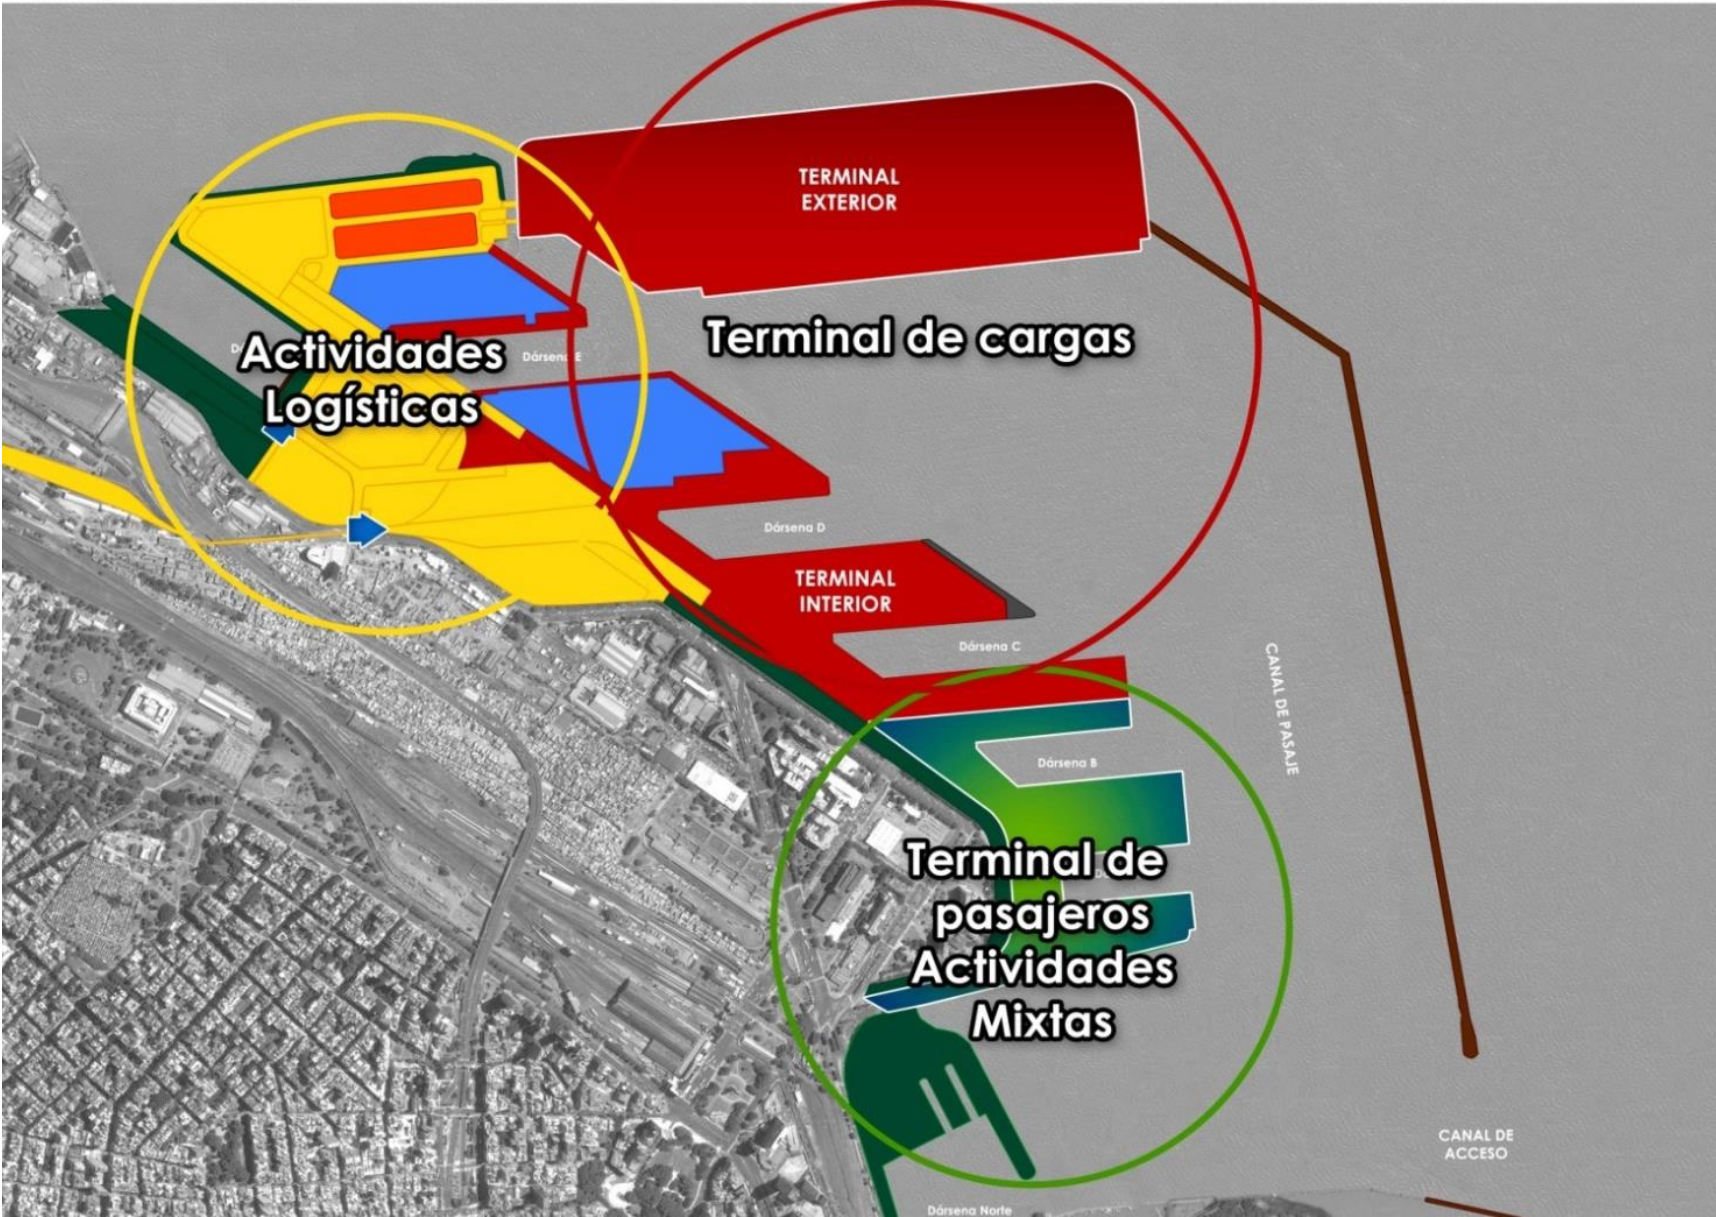 TERMINAL
EXTERIOR
Terminal de cargas
Actividades
Logísticas
Dársena E
Dársena D
TERMINAL
INTERIOR
Dársena C
CANAL DE PASAJE
Dársena B
Terminal de
pasajeros
Actividades
Mixtas
CANAL DE
ACCESO
Dársena Norte